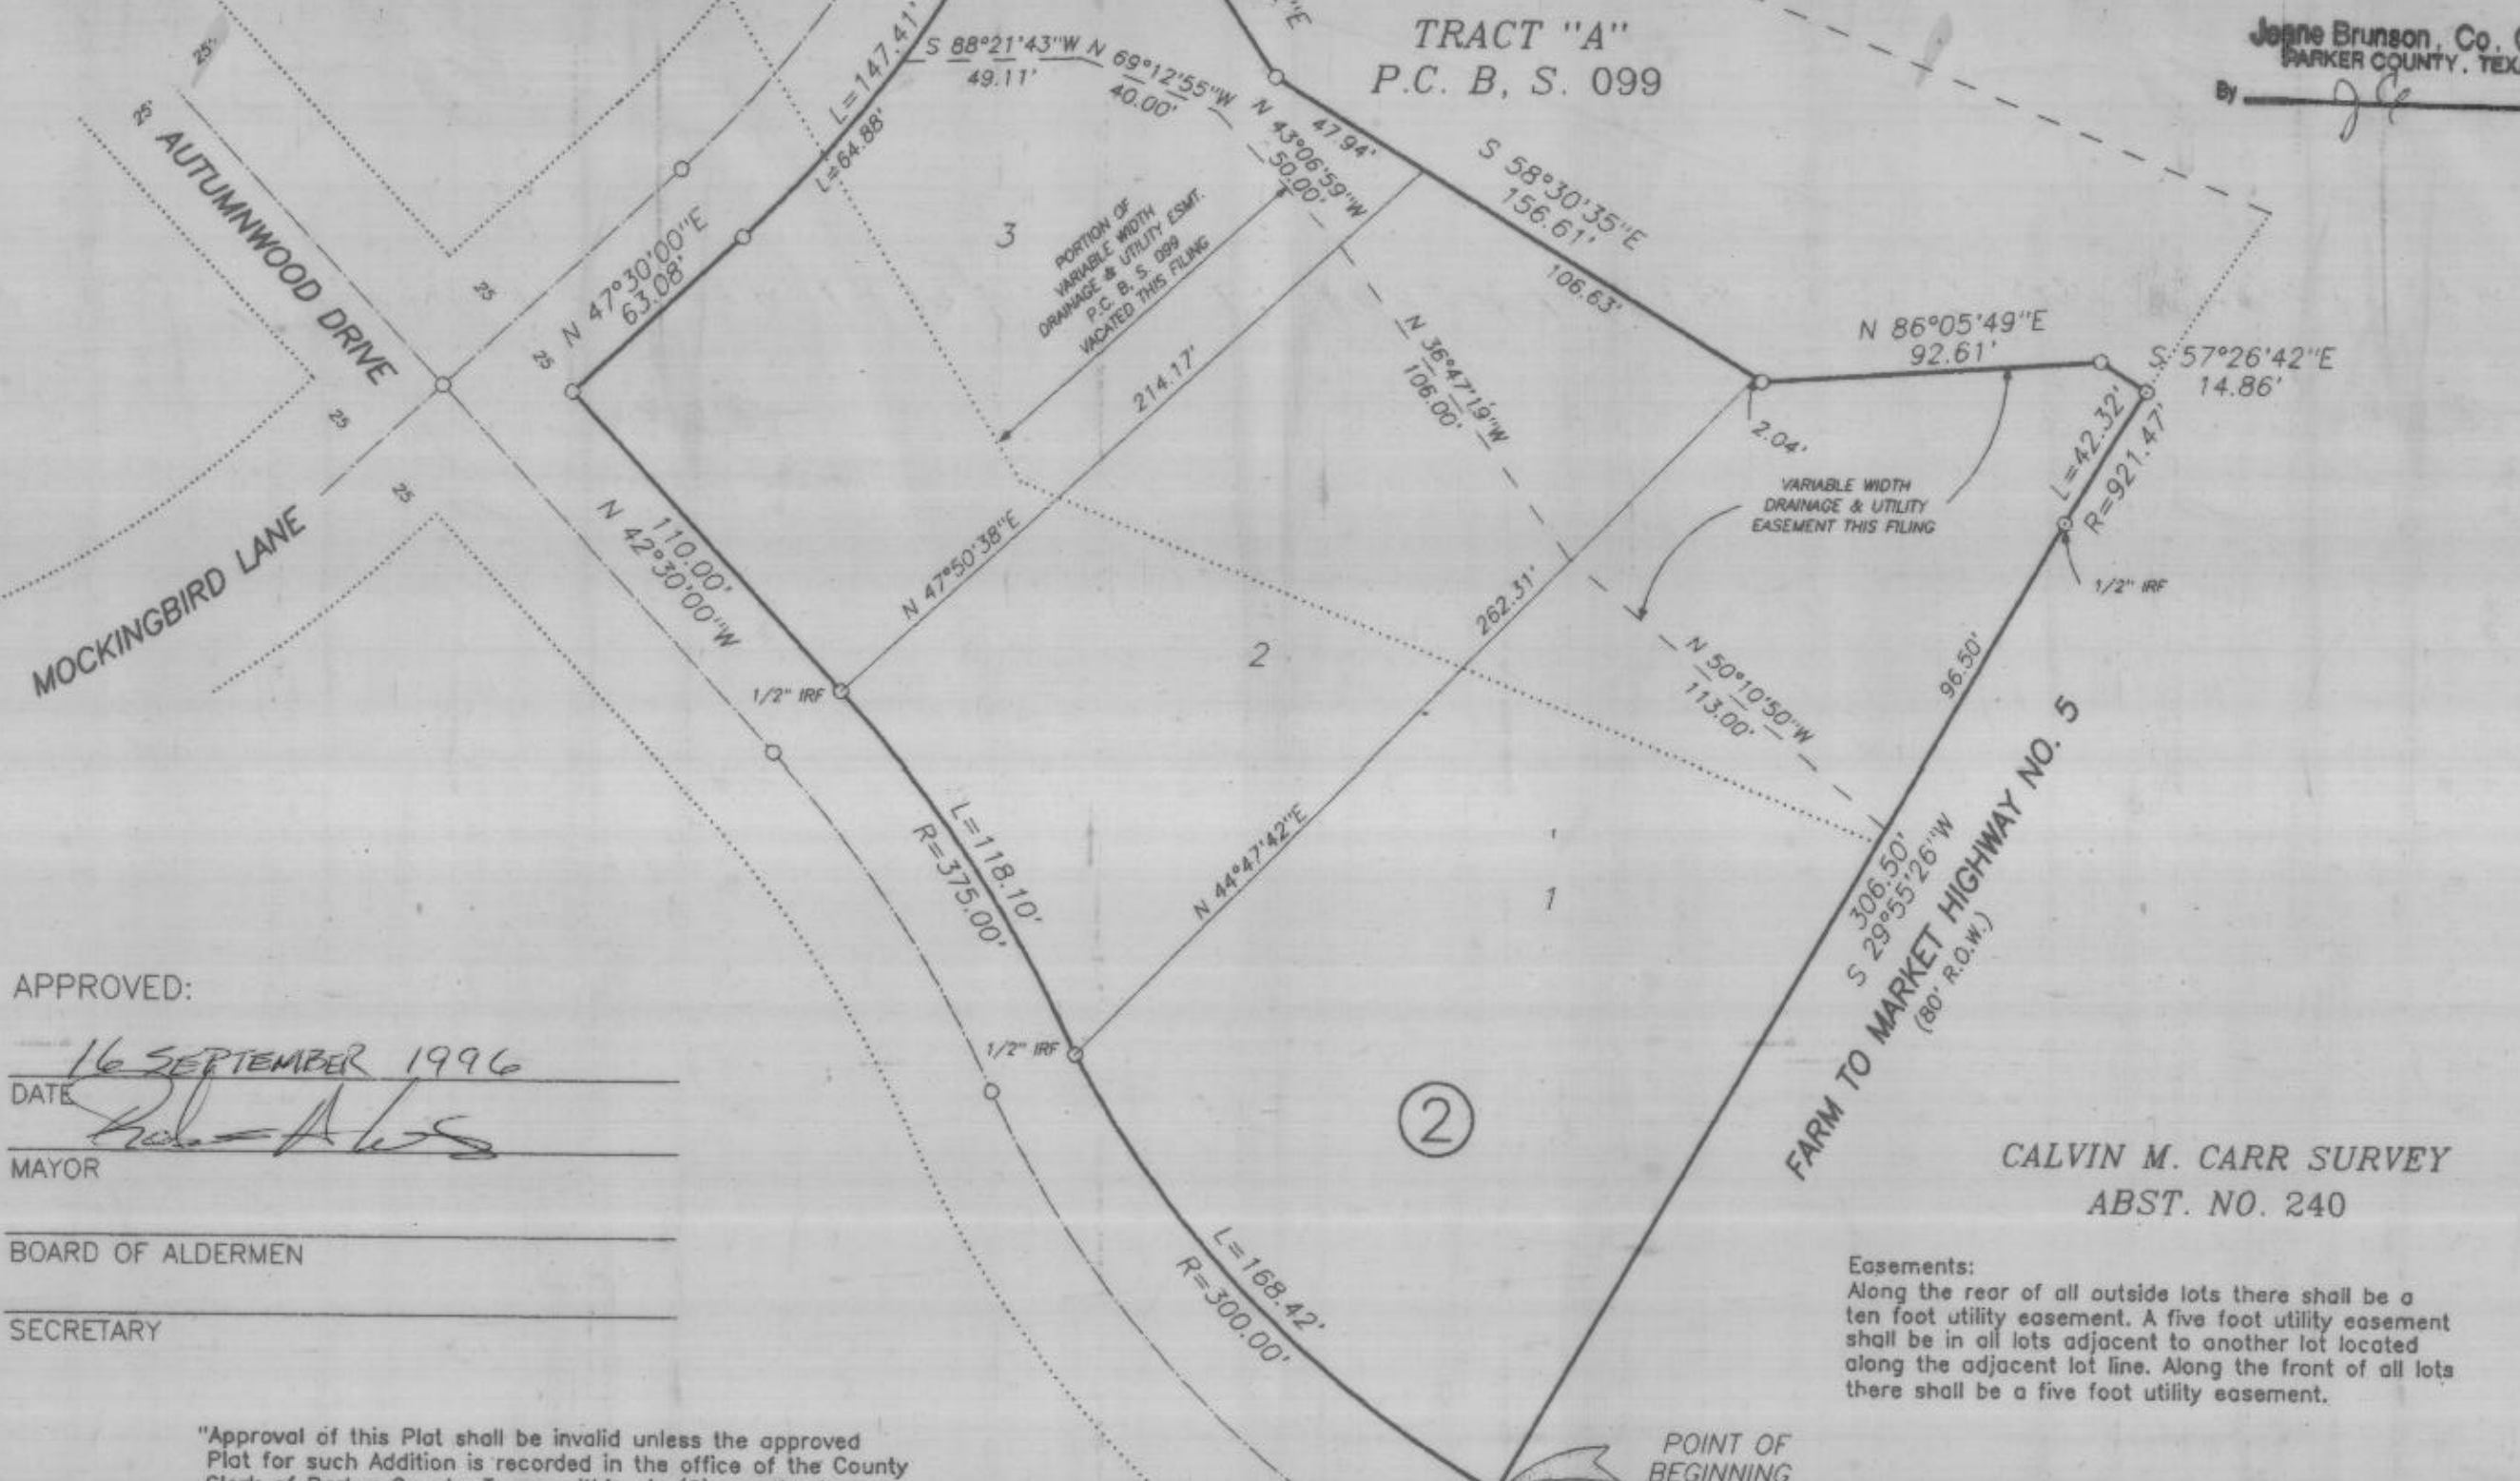 TRACT "A"
P.C. B, S. 099
Jeane Brunson, Co.
PARKER COUNTY, TEX
By
"E
25'
25'
AUTUMNWOOD DRIVE
25
25
25
25
MOCKINGBIRD LANE
L=147.41'
L=64.88'
S 88°21'43"W
49.11'
N 69°12'55"W
40.00'
N 43°06'59"W
50.00'
47.94'
S 58°30'35"E
156.61'
106.63'
N 47°30'00"E
63.08'
3
PORTION OF
VARIABLE WIDTH
DRAINAGE & UTILITY ESMT.
P.C. B, S. 099
VACATED THIS FILING
214.17'
N 47°50'38"E
N 36°47'19"W
106.00'
N 86°05'49"E
92.61'
S 57°26'42"E
14.86'
2.04'
L=42.32'
R=921.47'
VARIABLE WIDTH
DRAINAGE & UTILITY
EASEMENT THIS FILING
1/2" IRF
110.00'
N 42°30'00"W
1/2" IRF
262.31'
N 44°47'42"E
2
N 50°10'50"W
113.00'
96.50'
306.50'
S 29°55'26"W
FARM TO MARKET HIGHWAY NO. 5
(80' R.O.W.)
L=118.10'
R=375.00'
1
1/2" IRF
2
L=168.42'
R=300.00'
APPROVED:
16 SEPTEMBER 1996
DATE
MAYOR
BOARD OF ALDERMEN
SECRETARY
CALVIN M. CARR SURVEY
ABST. NO. 240
Easements:
Along the rear of all outside lots there shall be a
ten foot utility easement. A five foot utility easement
shall be in all lots adjacent to another lot located
along the adjacent lot line. Along the front of all lots
there shall be a five foot utility easement.
"Approval of this Plat shall be invalid unless the approved
Plat for such Addition is recorded in the office of the County
POINT OF
BEGINNING